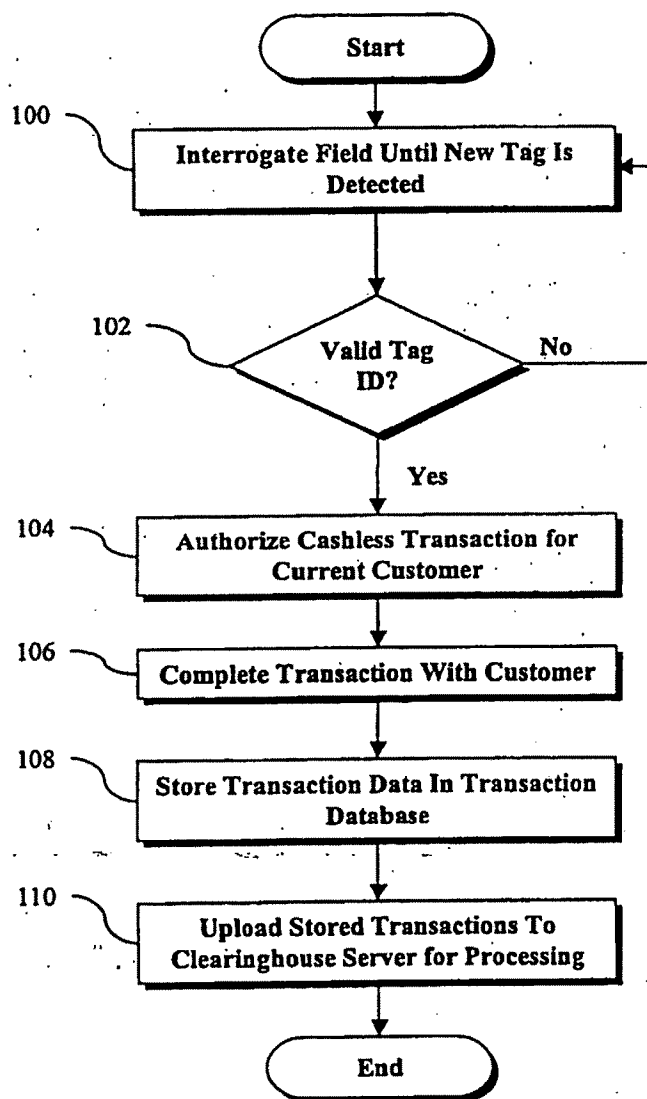 Start
100
Interrogate Field Until New Tag Is
Detected
102
Valid Tag
ID?
No
Yes
104
Authorize Cashless Transaction for
Current Customer
106
Complete Transaction With Customer
108
Store Transaction Data In Transaction
Database
110
Upload Stored Transactions To
Clearinghouse Server for Processing
End